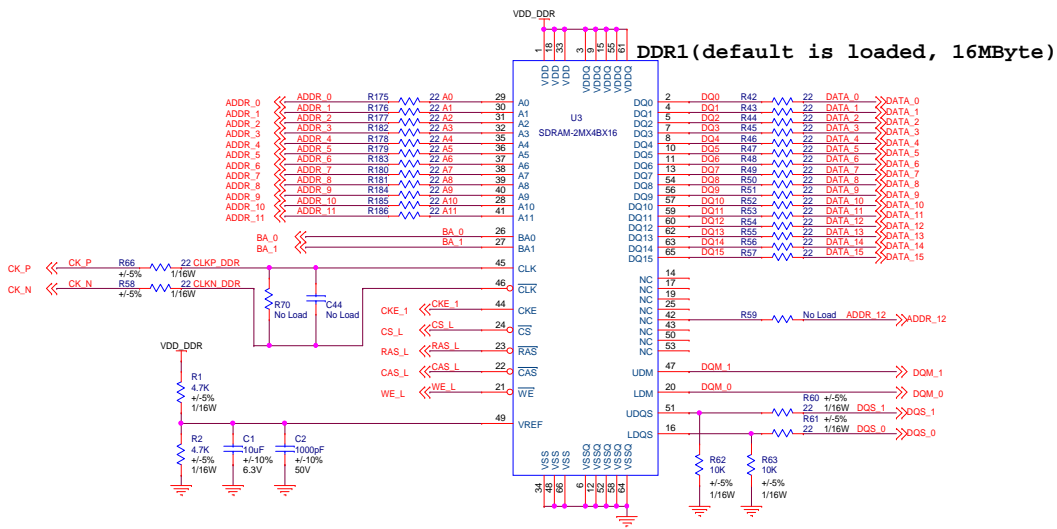 VDD_DDR
DDR1(default is loaded, 16MByte)
1 18 33 3 9 15 55 61
VDD VDD VDD VDDQ VDDQ VDDQ VDDQ VDDQ
U3
SDRAM-2MX4BX16
ADDR_0 ADDR_0 R175 22 A0 29 A0
ADDR_1 ADDR_1 R176 22 A1 30 A1
ADDR_2 ADDR_2 R177 22 A2 31 A2
ADDR_3 ADDR_3 R182 22 A3 32 A3
ADDR_4 ADDR_4 R178 22 A4 35 A4
ADDR_5 ADDR_5 R179 22 A5 36 A5
ADDR_6 ADDR_6 R183 22 A6 37 A6
ADDR_7 ADDR_7 R180 22 A7 38 A7
ADDR_8 ADDR_8 R181 22 A8 39 A8
ADDR_9 ADDR_9 R184 22 A9 40 A9
ADDR_10 ADDR_10 R185 22 A10 28 A10
ADDR_11 ADDR_11 R186 22 A11 41 A11
BA_0 BA_0 26 BA0
BA_1 BA_1 27 BA1
CK_P CK_P R66 22 CLKP_DDR 45 CLK
+/-5% 1/16W
CK_N CK_N R58 22 CLKN_DDR 46 CLK
+/-5% 1/16W
R70
No Load
C44
No Load
CKE_1 CKE_1 44 CKE
CS_L CS_L 24 CS
RAS_L RAS_L 23 RAS
CAS_L CAS_L 22 CAS
WE_L WE_L 21 WE
49 VREF
VDD_DDR
R1
4.7K
+/-5%
1/16W
R2
4.7K
+/-5%
1/16W
C1
10uF
+/-10%
6.3V
C2
1000pF
+/-10%
50V
DQ0 2 DQ0 R42 22 DATA_0 DATA_0
DQ1 4 DQ1 R43 22 DATA_1 DATA_1
DQ2 5 DQ2 R44 22 DATA_2 DATA_2
DQ3 7 DQ3 R45 22 DATA_3 DATA_3
DQ4 8 DQ4 R46 22 DATA_4 DATA_4
DQ5 10 DQ5 R47 22 DATA_5 DATA_5
DQ6 11 DQ6 R48 22 DATA_6 DATA_6
DQ7 13 DQ7 R49 22 DATA_7 DATA_7
DQ8 54 DQ8 R50 22 DATA_8 DATA_8
DQ9 56 DQ9 R51 22 DATA_9 DATA_9
DQ10 57 DQ10 R52 22 DATA_10 DATA_10
DQ11 59 DQ11 R53 22 DATA_11 DATA_11
DQ12 60 DQ12 R54 22 DATA_12 DATA_12
DQ13 62 DQ13 R55 22 DATA_13 DATA_13
DQ14 63 DQ14 R56 22 DATA_14 DATA_14
DQ15 65 DQ15 R57 22 DATA_15 DATA_15
NC 14
NC 17
NC 19
NC 25
NC 42 R59 No Load ADDR_12 ADDR_12
NC 43
NC 50
NC 53
UDM 47 DQM_1 DQM_1
LDM 20 DQM_0 DQM_0
R60 +/-5%
UDQS 51 22 1/16W DQS_1 DQS_1
R61 +/-5%
LDQS 16 22 1/16W DQS_0 DQS_0
R62
10K
+/-5%
1/16W
R63
10K
+/-5%
1/16W
VSS VSS VSS VSSQ VSSQ VSSQ VSSQ VSSQ
34 48 66 6 12 52 58 64